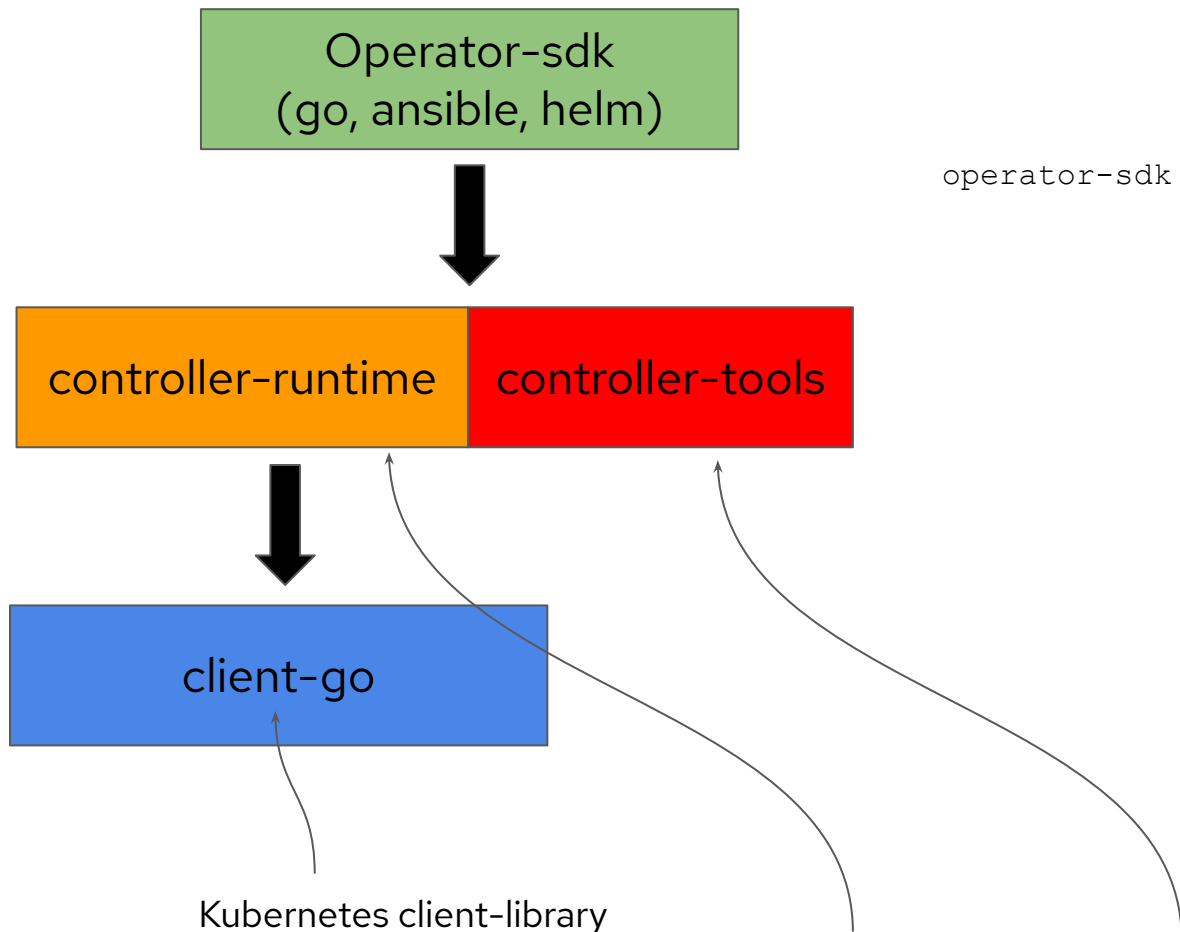 Operator-sdk
(go, ansible, helm)
operator-sdk
controller-runtime
controller-tools
client-go
Kubernetes client-library